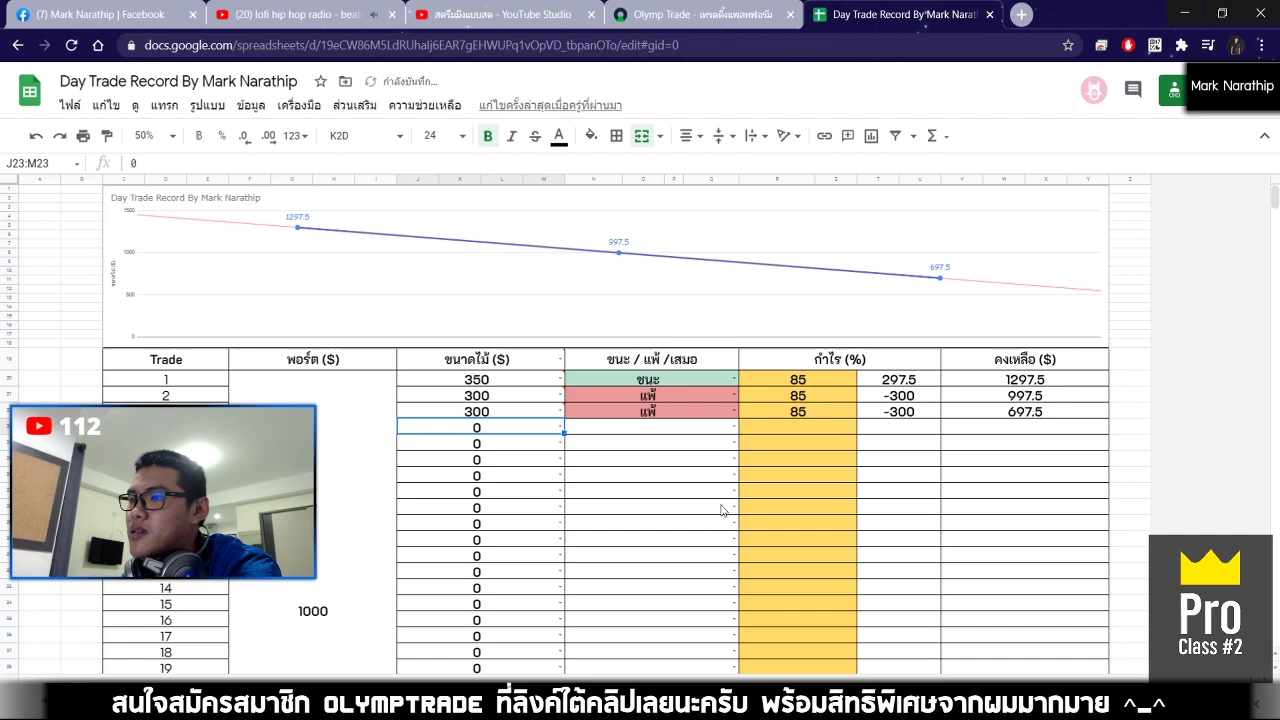 (7) Mark Narathip | Facebook
(20) lofi hip hop radio - beat
สตรีมมิงแบบสด - YouTube Studio
Olymp Trade - เทรดดิ้งแพลทฟอร์ม
Day Trade Record By Mark Narath
docs.google.com/spreadsheets/d/19eCW86M5LdRUhaIj6EAR7gEHWUPq1vOpVD_tbpanOTo/edit#gid=0
Day Trade Record By Mark Narathip
กำลังบันทึก...
Mark Narathip
ไฟล์ แก้ไข ดู แทรก รูปแบบ ข้อมูล เครื่องมือ ส่วนเสริม ความช่วยเหลือ แก้ไขครั้งล่าสุดเมื่อครู่ที่ผ่านมา
50% B % .0 .00 123 K2D 24 B I S A Σ
J23:M23 fx 0
A B C D E F G H I J K L M N O P Q R S T U V W X Y Z
Day Trade Record By Mark Narathip
1500
1297.5
1000
997.5
697.5
500
0
Trade พอร์ต ($) ขนาดไม้ ($) ชนะ / แพ้ /เสมอ กำไร (%) คงเหลือ ($)
1 350 ชนะ 85 297.5 1297.5
2 300 แพ้ 85 -300 997.5
300 แพ้ 85 -300 697.5
112
0
0
0
0
0
0
0
0
0
0
14 0
15 0
1000
16 0
17 0
18 0
19 0
Pro
Class #2
สนใจสมัครสมาชิก OLYMPTRADE ที่ลิงค์ใต้คลิปเลยนะครับ พร้อมสิทธิพิเศษจากผมมากมาย ^_^